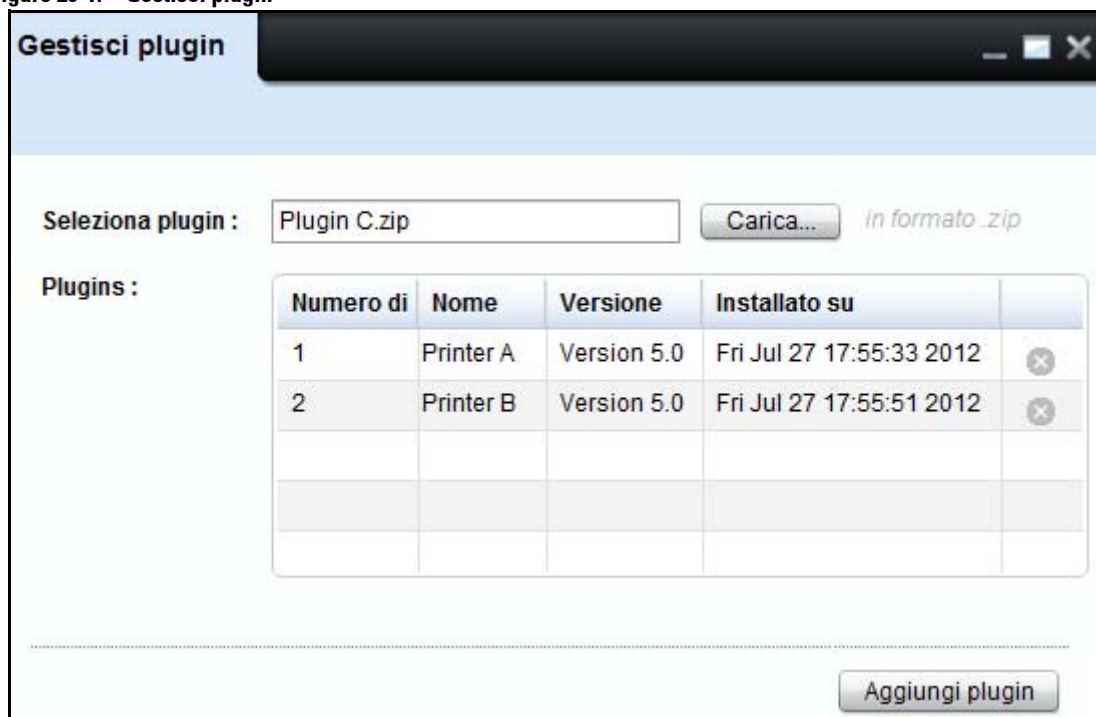 Gestisci plugin
Seleziona plugin : Plugin C.zip Carica... in formato .zip
Plugins :
Numero di Nome Versione Installato su
1 Printer A Version 5.0 Fri Jul 27 17:55:33 2012
2 Printer B Version 5.0 Fri Jul 27 17:55:51 2012
Aggiungi plugin